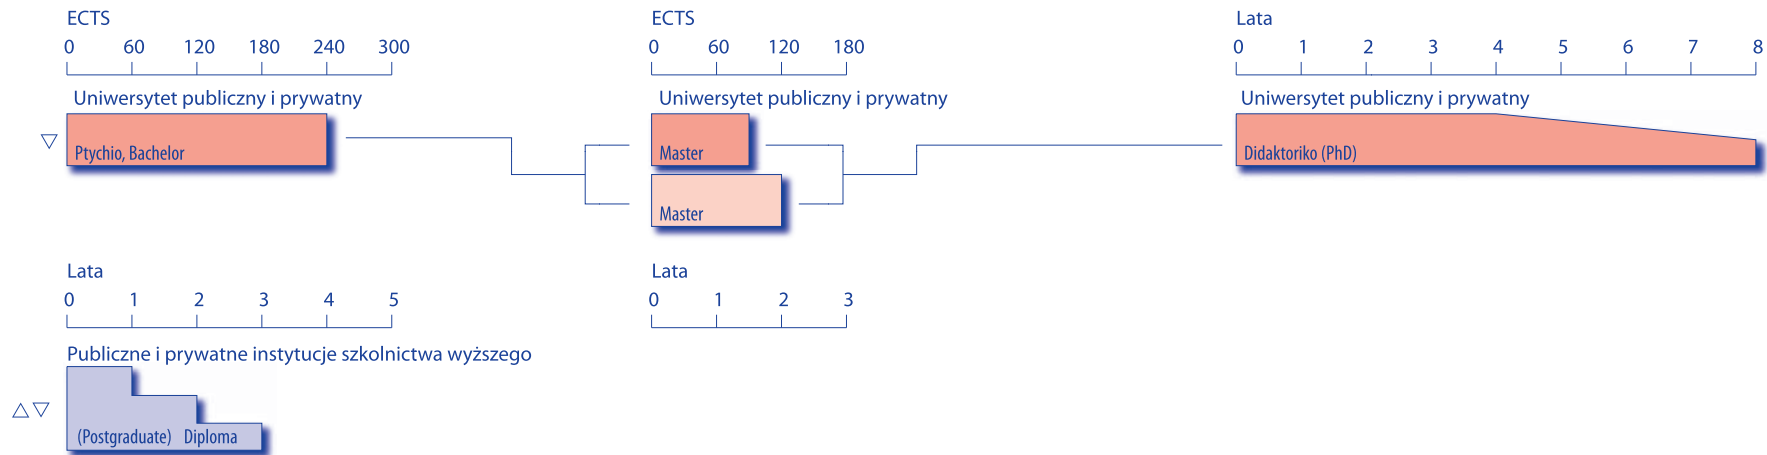 ECTS
0 60 120 180 240 300
Uniwersytet publiczny i prywatny
Ptychio, Bachelor
ECTS
0 60 120 180
Uniwersytet publiczny i prywatny
Master
Master
Lata
0 1 2 3 4 5 6 7 8
Uniwersytet publiczny i prywatny
Didaktoriko (PhD)
Lata
0 1 2 3 4 5
Publiczne i prywatne instytucje szkolnictwa wyższego
(Postgraduate) Diploma
Lata
0 1 2 3